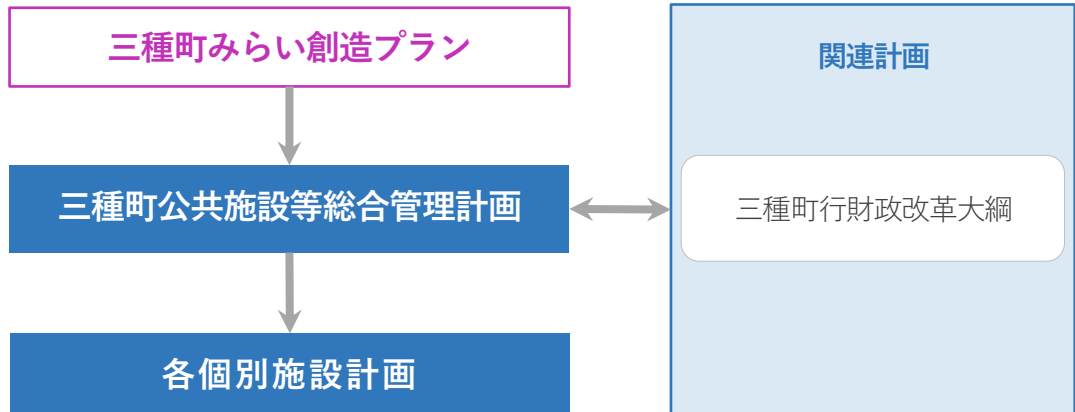 三種町みらい創造プラン
関連計画
三種町公共施設等総合管理計画
三種町行財政改革大綱
各個別施設計画